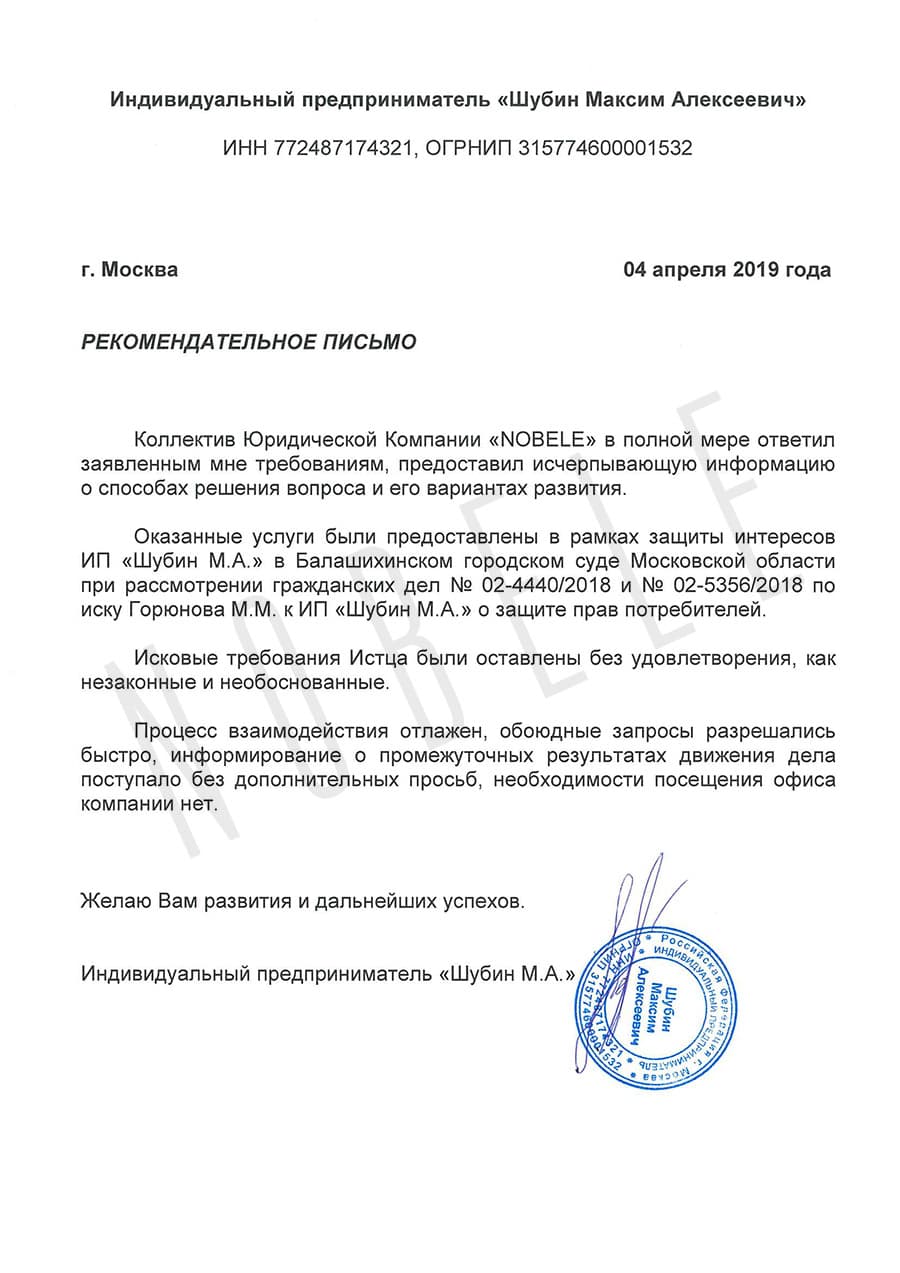 Индивидуальный предприниматель «Шубин Максим Алексеевич»
ИНН 772487174321, ОГРНИП 315774600001532
г. Москва 04 апреля 2019 года
РЕКОМЕНДАТЕЛЬНОЕ ПИСЬМО
Коллектив Юридической Компании «NOBELE» в полной мере ответил
заявленным мне требованиям, предоставил исчерпывающую информацию
о способах решения вопроса и его вариантах развития.
Оказанные услуги были предоставлены в рамках защиты интересов
ИП «Шубин М.А.» в Балашихинском городском суде Московской области
при рассмотрении гражданских дел № 02-4440/2018 и № 02-5356/2018 по
иску Горюнова М.М. к ИП «Шубин М.А.» о защите прав потребителей.
Исковые требования Истца были оставлены без удовлетворения, как
незаконные и необоснованные.
Процесс взаимодействия отлажен, обоюдные запросы разрешались
быстро, информирование о промежуточных результатах движения дела
поступало без дополнительных просьб, необходимости посещения офиса
компании нет.
NOBELE
Желаю Вам развития и дальнейших успехов.
Индивидуальный предприниматель «Шубин М.А.»
Российская Федерация г. Москва
ОГРНИП 315774600001532
ИНДИВИДУАЛЬНЫЙ ПРЕДПРИНИМАТЕЛЬ
ИНН 772487174321
Шубин
Максим
Алексеевич